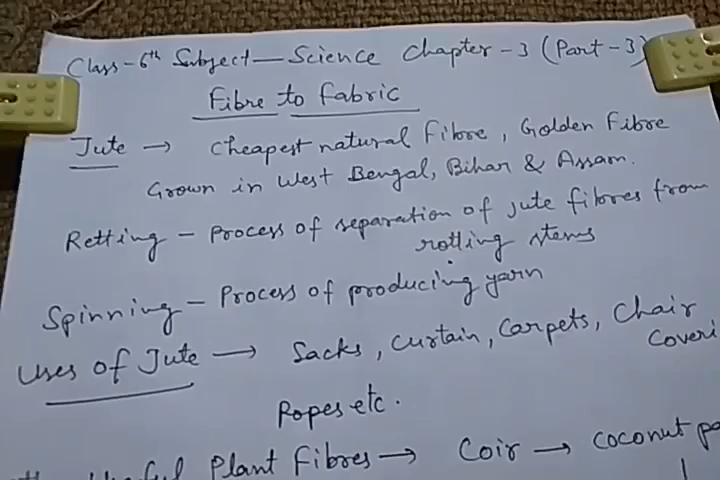 Class-6th Subject—Science Chapter-3 (Part-3)
Fibre to Fabric
Jute → Cheapest natural Fibre, Golden Fibre
Grown in West Bengal, Bihar & Assam.
Retting - Process of separation of jute fibres from
rotting stems
Spinning - Process of producing yarn
Uses of Jute → Sacks, Curtain, Carpets, Chair
Coveri
Ropes etc.
Plant Fibres → Coir → Coconut